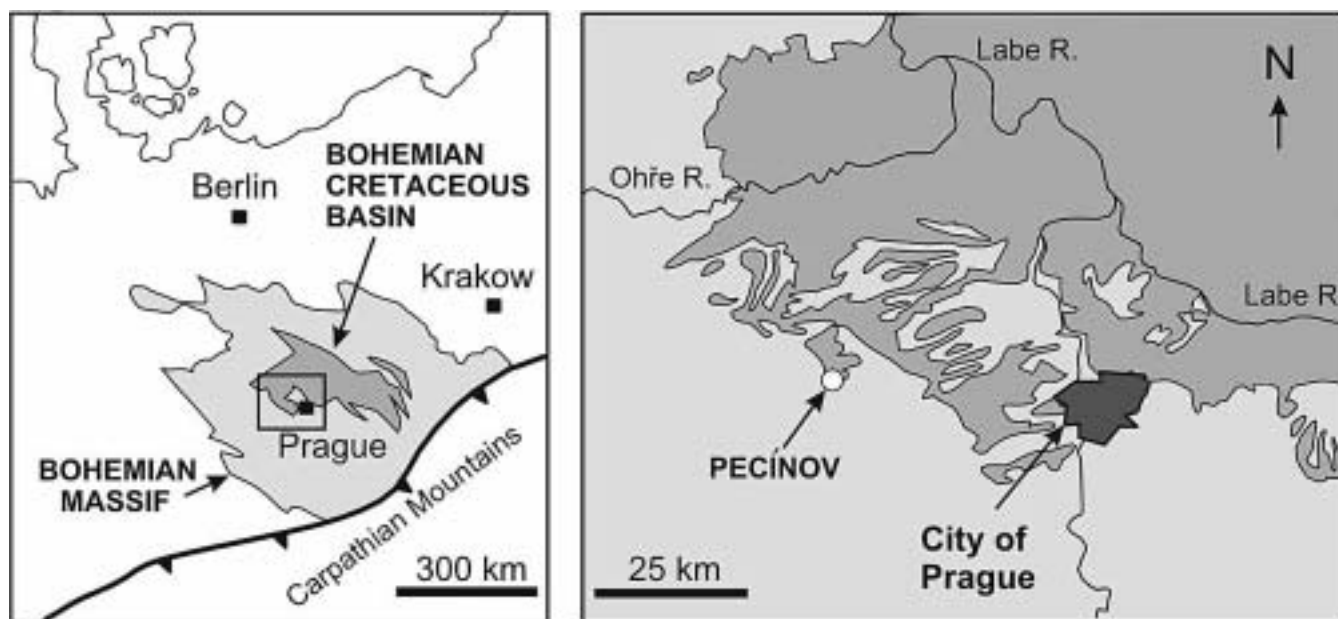 BOHEMIAN
CRETACEOUS
BASIN
Berlin
Krakow
Prague
BOHEMIAN
MASSIF
Carpathian Mountains
300 km
Labe R.
N
Ohře R.
Labe R
PECÍNOV
City of
Prague
25 km